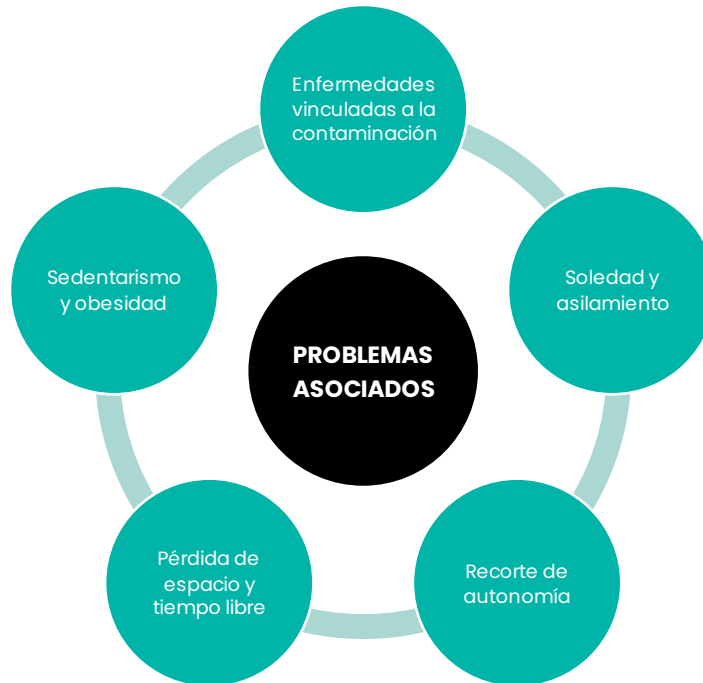 Enfermedades
vinculadas a la
contaminación
Soledad y
asilamiento
Recorte de
autonomía
Pérdida de
espacio y
tiempo libre
Sedentarismo
y obesidad
PROBLEMAS
ASOCIADOS